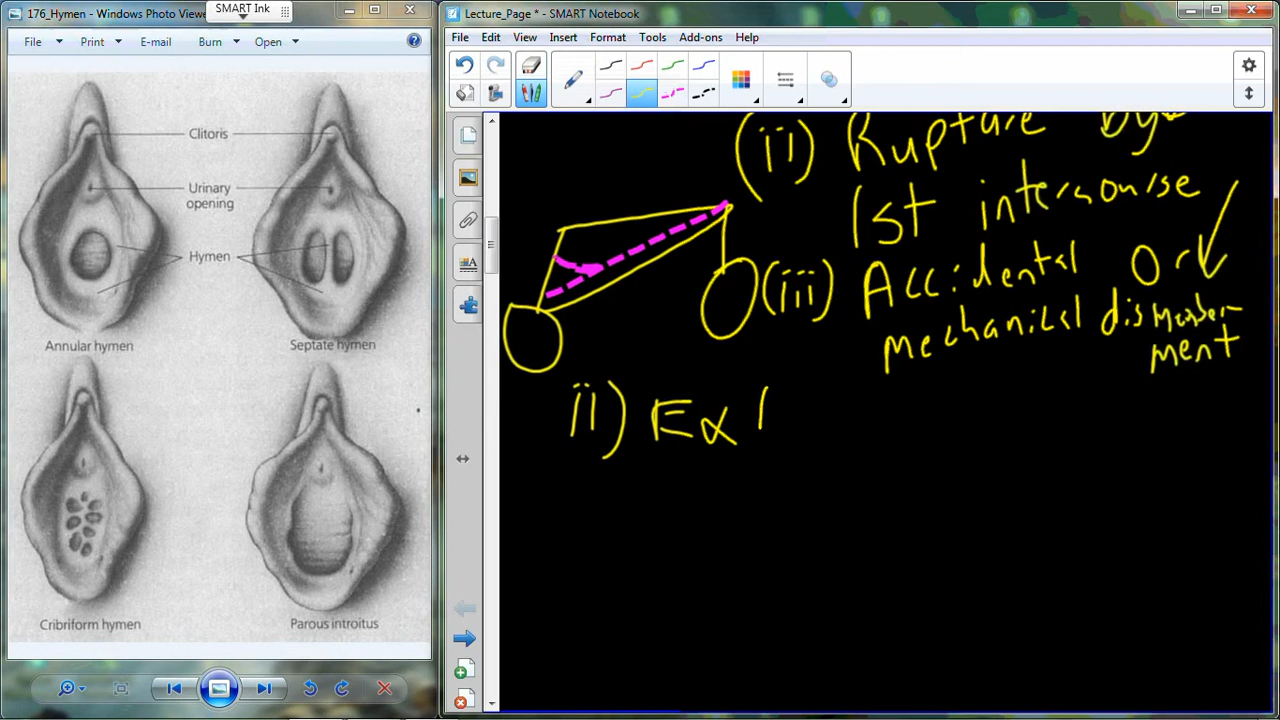 176_Hymen - Windows Photo Viewe
SMART Ink
File Print E-mail Burn Open
Clitoris
Urinary
opening
Hymen
Annular hymen
Septate hymen
Cribriform hymen
Parous introitus
Lecture_Page * - SMART Notebook
File Edit View Insert Format Tools Add-ons Help
(ii) Rupture by
1st intercourse
(iii) Accidental Or
mechanical dismember-
ment
ii) Ex